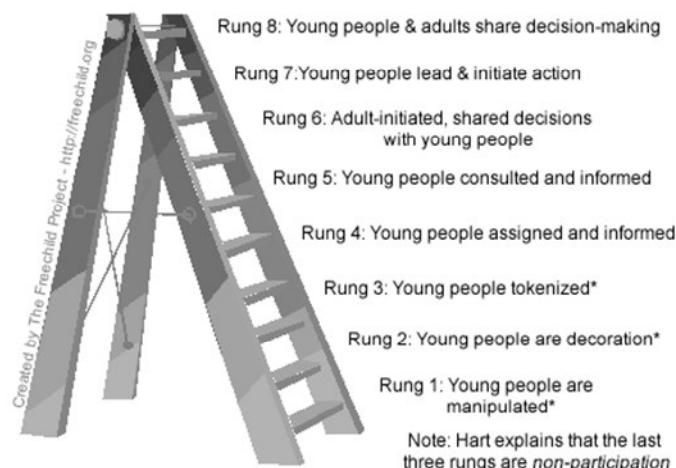 Rung 8: Young people & adults share decision-making
Rung 7:Young people lead & initiate action
Rung 6: Adult-initiated, shared decisions
with young people
Rung 5: Young people consulted and informed
Rung 4: Young people assigned and informed
Rung 3: Young people tokenized*
Rung 2: Young people are decoration*
Rung 1: Young people are
manipulated*
Note: Hart explains that the last
three rungs are non-participation
Created by The Freechild Project - http://freechild.org